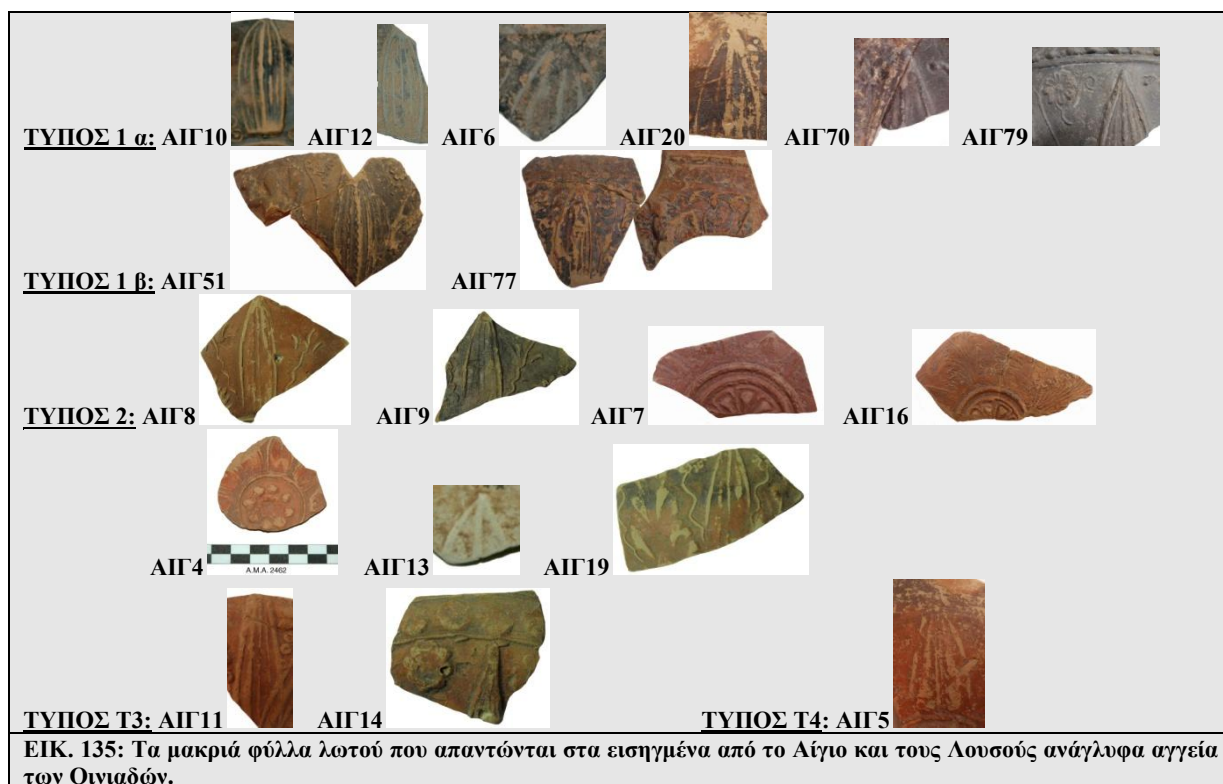 ΤΥΠΟΣ 1 α: ΑΙΓ10 ΑΙΓ12 ΑΙΓ6 ΑΙΓ20 ΑΙΓ70 ΑΙΓ79
ΤΥΠΟΣ 1 β: ΑΙΓ51 ΑΙΓ77
ΤΥΠΟΣ 2: ΑΙΓ8 ΑΙΓ9 ΑΙΓ7 ΑΙΓ16
ΑΙΓ4 ΑΙΓ13 ΑΙΓ19
A.M.A. 2462
ΤΥΠΟΣ Τ3: ΑΙΓ11 ΑΙΓ14 ΤΥΠΟΣ Τ4: ΑΙΓ5
ΕΙΚ. 135: Τα μακριά φύλλα λωτού που απαντώνται στα εισηγμένα από το Αίγιο και τους Λουσούς ανάγλυφα αγγεία
των Οινιαδών.